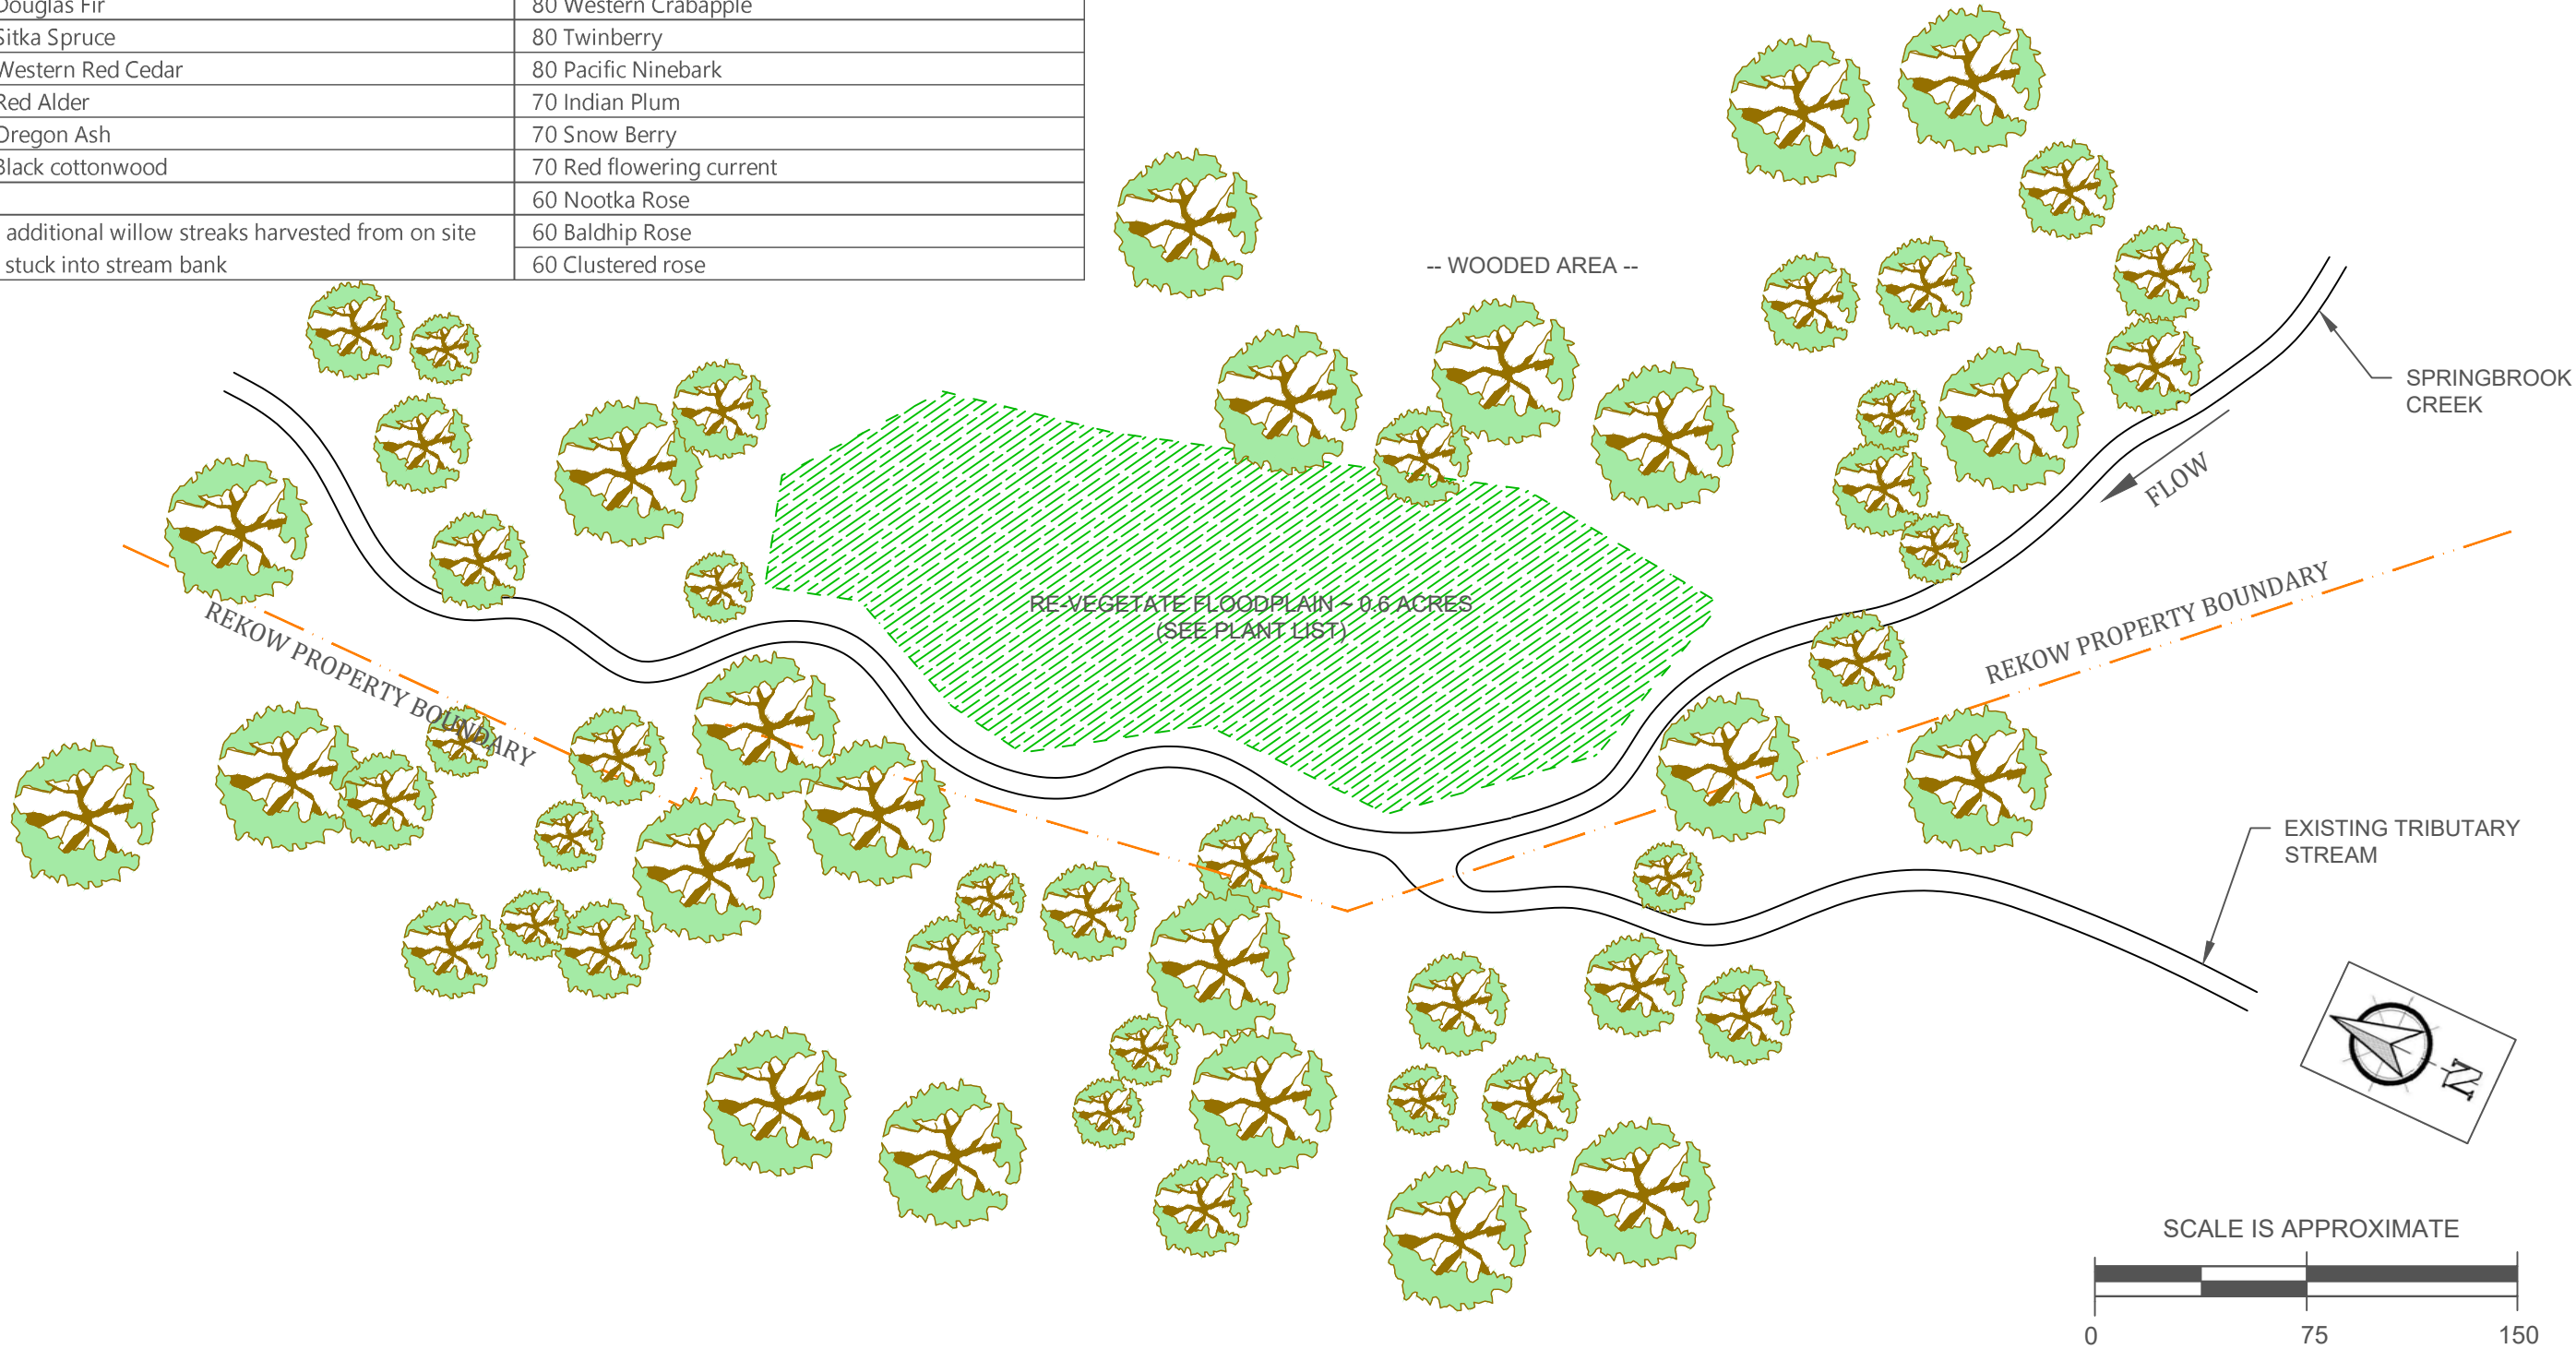 Douglas Fir
80 Western Crabapple
Sitka Spruce
80 Twinberry
Western Red Cedar
80 Pacific Ninebark
Red Alder
70 Indian Plum
Oregon Ash
70 Snow Berry
Black cottonwood
70 Red flowering current
60 Nootka Rose
additional willow streaks harvested from on site
stuck into stream bank
60 Baldhip Rose
60 Clustered rose
-- WOODED AREA --
SPRINGBROOK
CREEK
FLOW
RE-VEGETATE FLOODPLAIN ~ 0.6 ACRES
(SEE PLANT LIST)
REKOW PROPERTY BOUNDARY
REKOW PROPERTY BOUNDARY
EXISTING TRIBUTARY
STREAM
N
SCALE IS APPROXIMATE
0 75 150